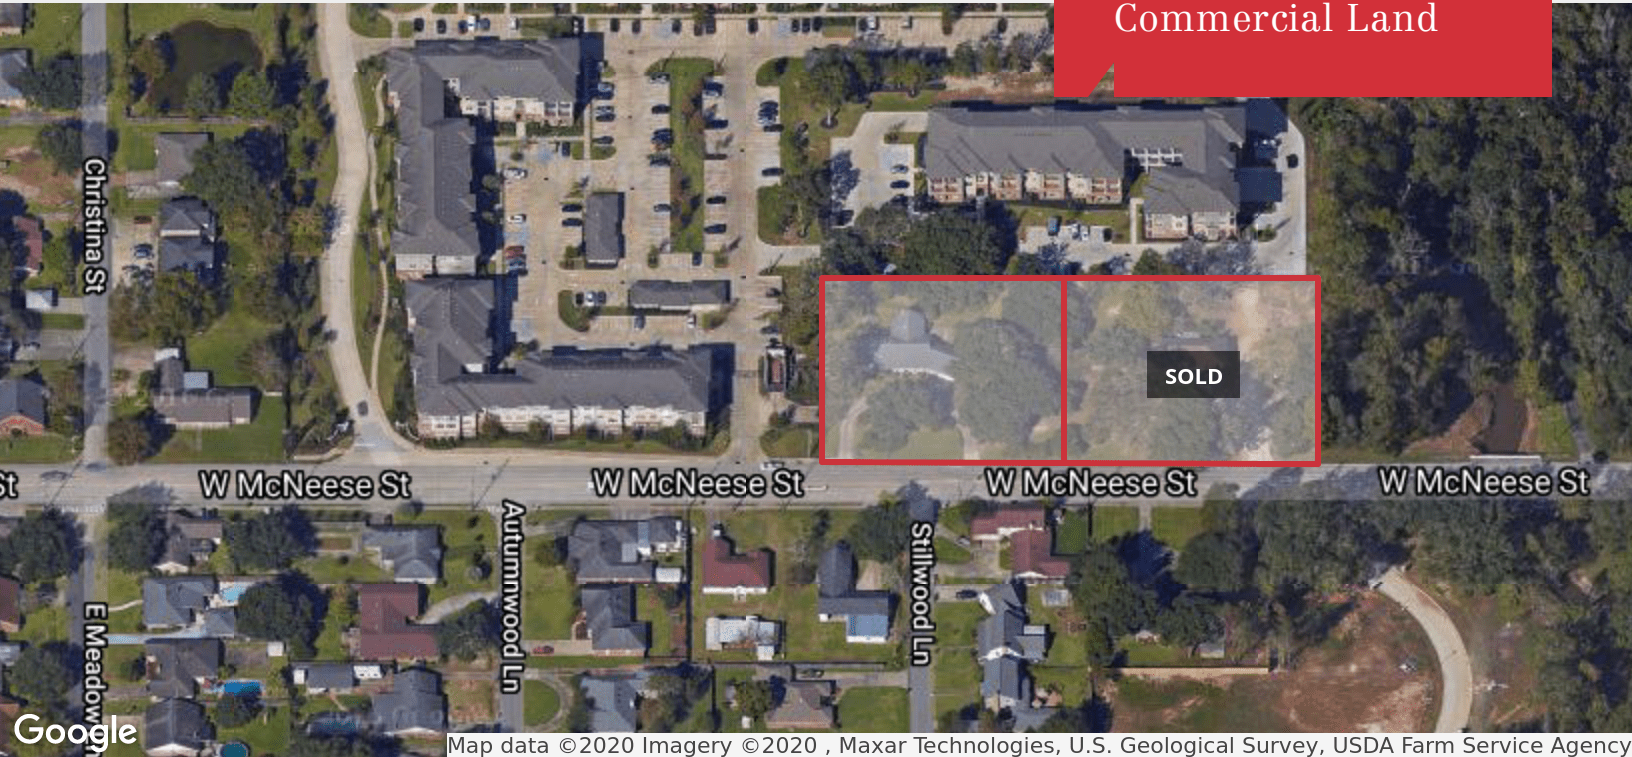 Commercial Land
Christina St
SOLD
St
W McNeese St
W McNeese St
W McNeese St
W McNeese St
Autumnwood Ln
Stillwood Ln
E Meadow
Google
Map data ©2020 Imagery ©2020 , Maxar Technologies, U.S. Geological Survey, USDA Farm Service Agency